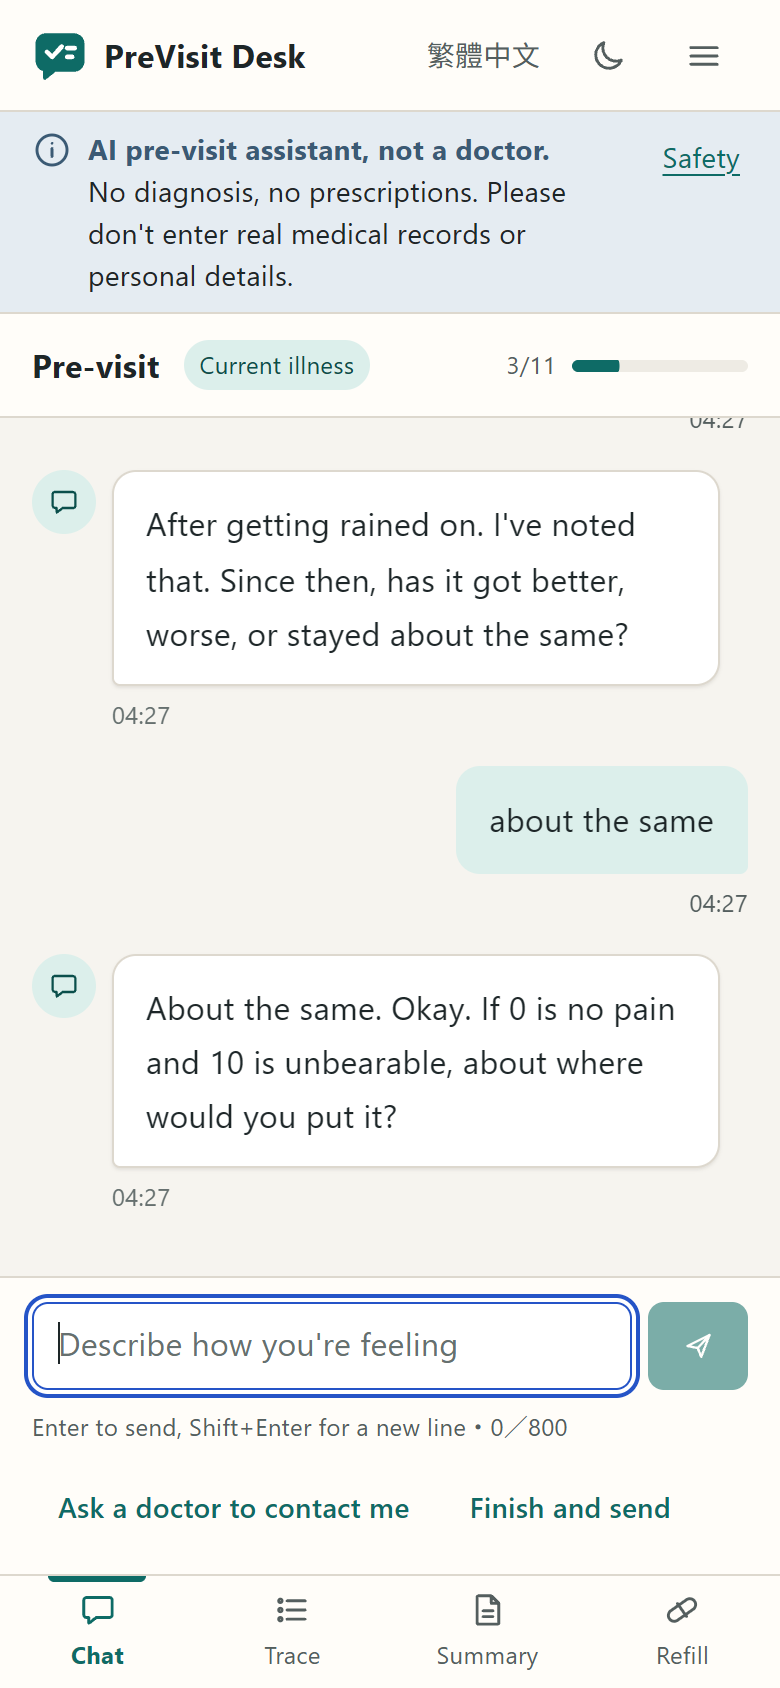 PreVisit Desk
繁體中文
AI pre-visit assistant, not a doctor.
Safety
No diagnosis, no prescriptions. Please
don't enter real medical records or
personal details.
Pre-visit
Current illness
3/11
04:27
After getting rained on. I've noted
that. Since then, has it got better,
worse, or stayed about the same?
04:27
about the same
04:27
About the same. Okay. If 0 is no pain
and 10 is unbearable, about where
would you put it?
04:27
Describe how you're feeling
Enter to send, Shift+Enter for a new line • 0／800
Ask a doctor to contact me
Finish and send
Chat
Trace
Summary
Refill